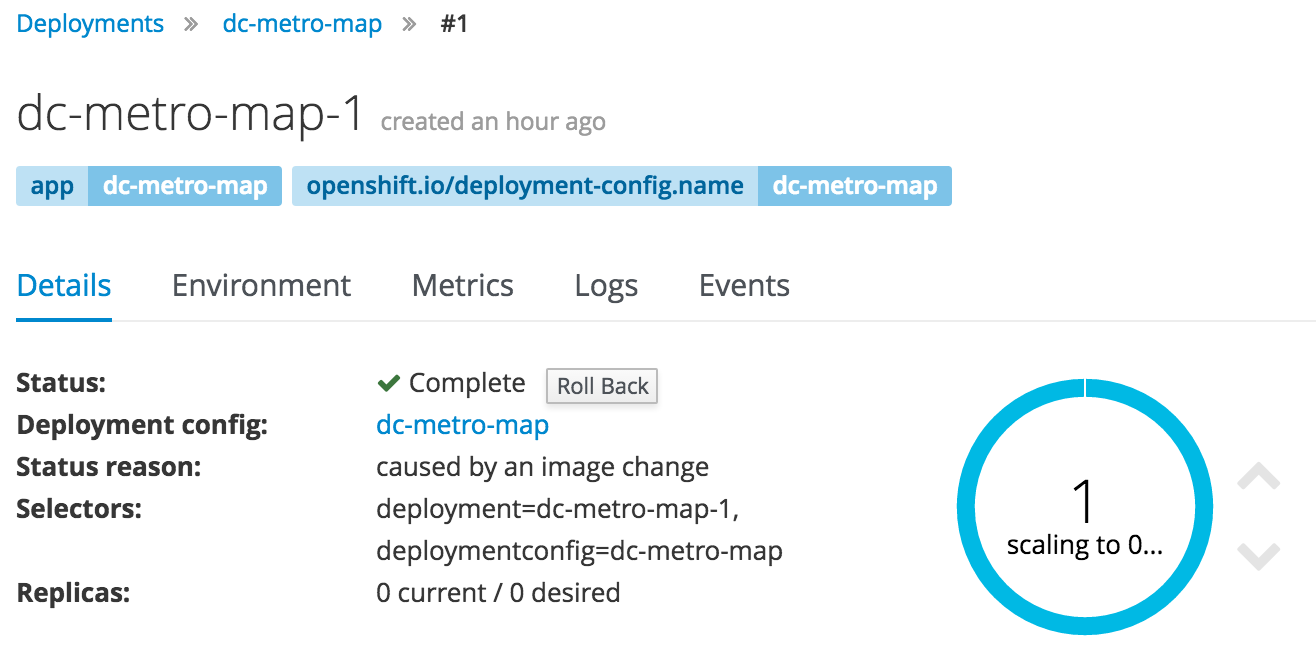 Deployments » dc-metro-map » #1
dc-metro-map-1 created an hour ago
app dc-metro-map openshift.io/deployment-config.name dc-metro-map
Details Environment Metrics Logs Events
Status: Complete Roll Back
Deployment config: dc-metro-map
Status reason: caused by an image change
Selectors: deployment=dc-metro-map-1,
deploymentconfig=dc-metro-map
Replicas: 0 current / 0 desired
1
scaling to 0...